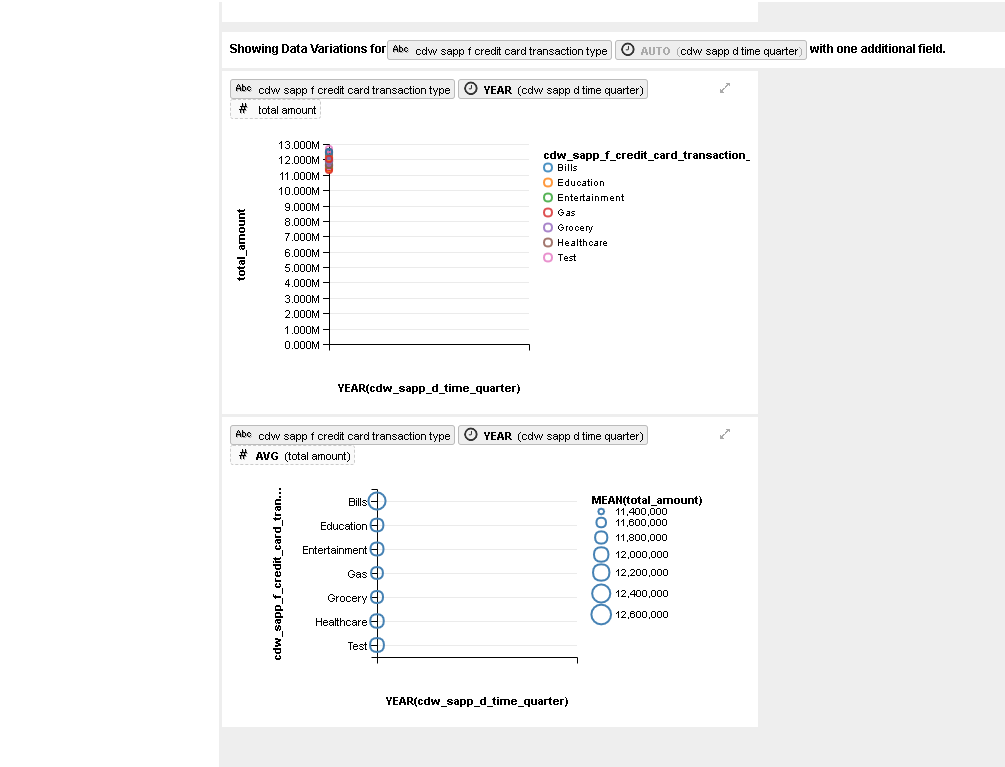 Showing Data Variations for Abc cdw sapp f credit card transaction type AUTO (cdw sapp d time quarter) with one additional field.
Abc cdw sapp f credit card transaction type YEAR (cdw sapp d time quarter)
# total amount
13.000M
12.000M
11.000M
10.000M
9.000M
8.000M
7.000M
6.000M
5.000M
4.000M
3.000M
2.000M
1.000M
0.000M
total_amount
YEAR(cdw_sapp_d_time_quarter)
cdw_sapp_f_credit_card_transaction_
Bills
Education
Entertainment
Gas
Grocery
Healthcare
Test
Abc cdw sapp f credit card transaction type YEAR (cdw sapp d time quarter)
# AVG (total amount)
cdw_sapp_f_credit_card_tran...
Bills
Education
Entertainment
Gas
Grocery
Healthcare
Test
YEAR(cdw_sapp_d_time_quarter)
MEAN(total_amount)
11,400,000
11,600,000
11,800,000
12,000,000
12,200,000
12,400,000
12,600,000